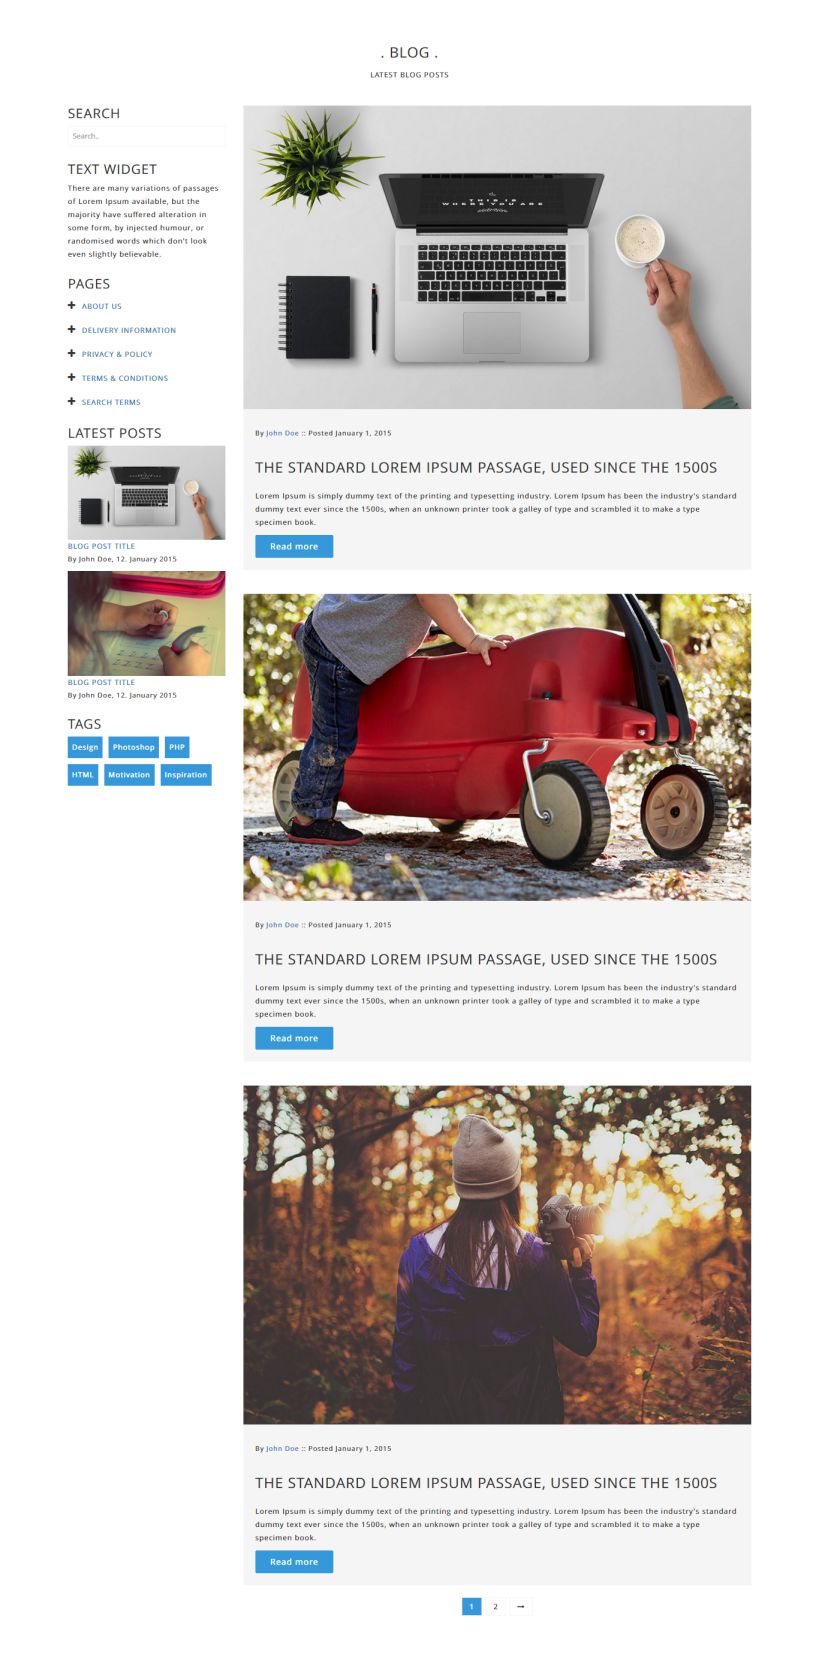 . BLOG .
LATEST BLOG POSTS
SEARCH
Search..
TEXT WIDGET
There are many variations of passages
of Lorem Ipsum available, but the
majority have suffered alteration in
some form, by injected humour, or
randomised words which don't look
even slightly believable.
PAGES
ABOUT US
DELIVERY INFORMATION
PRIVACY & POLICY
TERMS & CONDITIONS
SEARCH TERMS
LATEST POSTS
BLOG POST TITLE
By John Doe, 12. January 2015
BLOG POST TITLE
By John Doe, 12. January 2015
TAGS
Design Photoshop PHP
HTML Motivation Inspiration
THIS IS
WHERE YOU ARE
By John Doe :: Posted January 1, 2015
THE STANDARD LOREM IPSUM PASSAGE, USED SINCE THE 1500S
Lorem Ipsum is simply dummy text of the printing and typesetting industry. Lorem Ipsum has been the industry's standard
dummy text ever since the 1500s, when an unknown printer took a galley of type and scrambled it to make a type
specimen book.
Read more
By John Doe :: Posted January 1, 2015
THE STANDARD LOREM IPSUM PASSAGE, USED SINCE THE 1500S
Lorem Ipsum is simply dummy text of the printing and typesetting industry. Lorem Ipsum has been the industry's standard
dummy text ever since the 1500s, when an unknown printer took a galley of type and scrambled it to make a type
specimen book.
Read more
By John Doe :: Posted January 1, 2015
THE STANDARD LOREM IPSUM PASSAGE, USED SINCE THE 1500S
Lorem Ipsum is simply dummy text of the printing and typesetting industry. Lorem Ipsum has been the industry's standard
dummy text ever since the 1500s, when an unknown printer took a galley of type and scrambled it to make a type
specimen book.
Read more
1 2 →